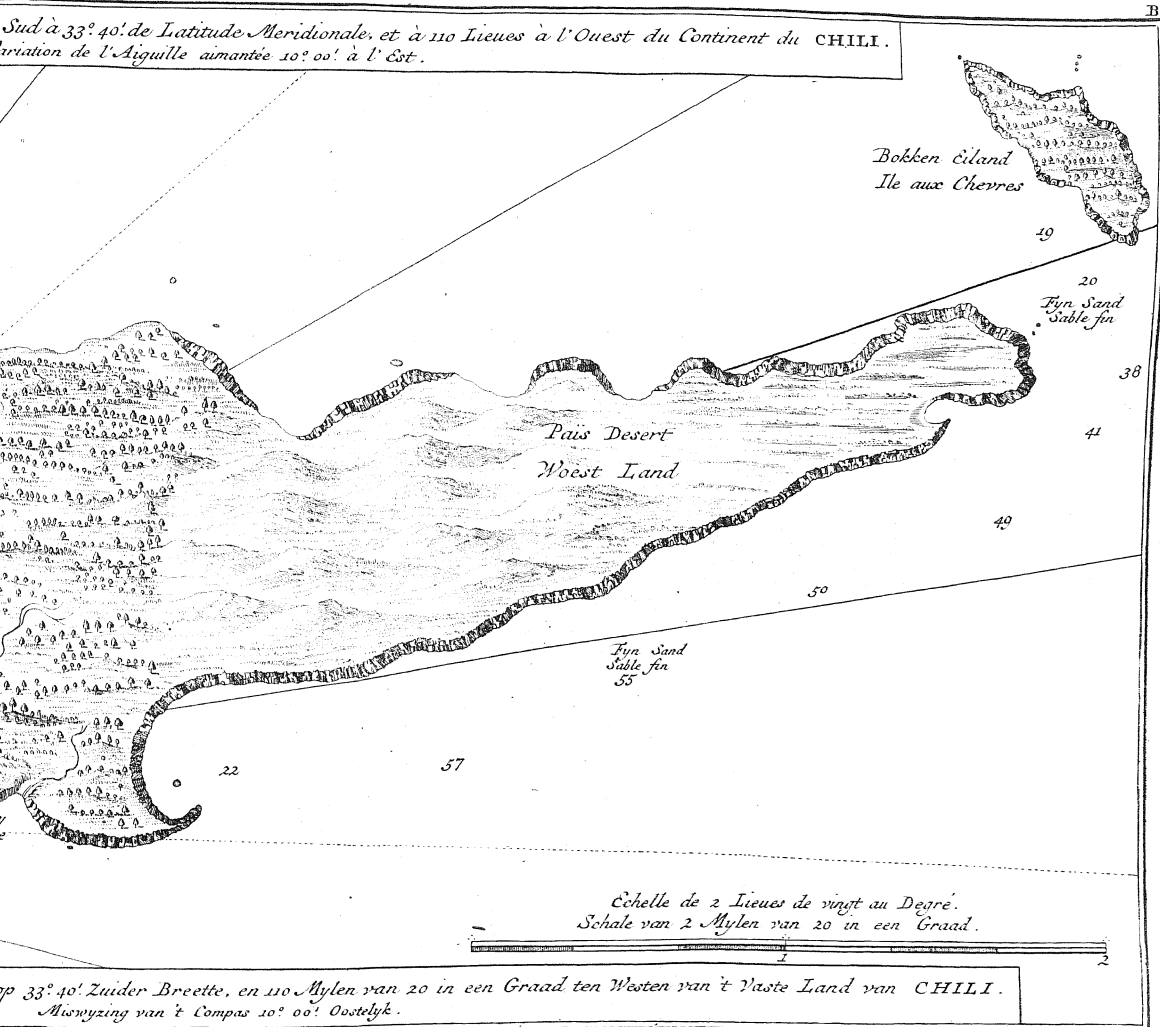 B
Sud à 33°. 40'. de Latitude Meridionale, et à 110 Lieues à l'Ouest du Continent du CHILI.
ariation de l'Aiguille aimantée 10°. 00'. à l'Est.
Bokken Eiland
Ile aux Chevres
19
20
Fyn Sand
Sable fin
38
41
Pais Desert
Woest Land
49
50
Fyn Sand
Sable fin
55
22
57
Echelle de 2 Lieues de vingt au Degré.
Schale van 2 Mylen van 20 in een Graad.
1
2
op 33°. 40'. Zuider Breette, en 110 Mylen van 20 in een Graad ten Westen van 't Vaste Land van CHILI.
Miswyzing van 't Compas 10°. 00'. Oostelyk.